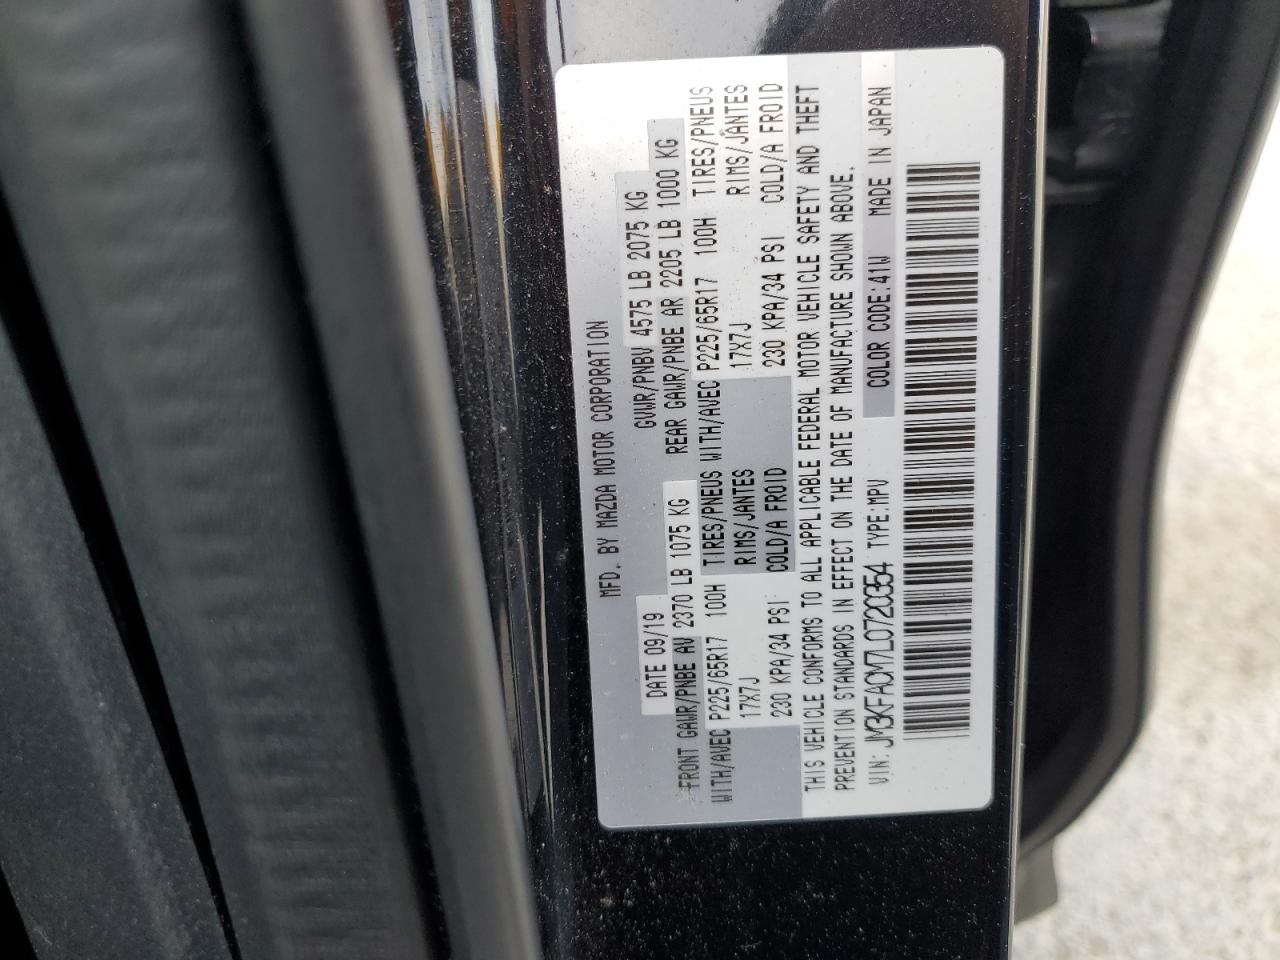 MFD. BY MAZDA MOTOR CORPORATION
DATE 09/19 GVWR/PNBV 4575 LB 2075 KG
FRONT GAWR/PNBE AV 2370 LB 1075 KG REAR GAWR/PNBE AR 2205 LB 1000 KG
WITH/AVEC P225/65R17 100H TIRES/PNEUS WITH/AVEC P225/65R17 100H TIRES/PNEUS
17X7J RIMS/JANTES 17X7J RIMS/JANTES
230 KPA/34 PSI COLD/A FROID 230 KPA/34 PSI COLD/A FROID
THIS VEHICLE CONFORMS TO ALL APPLICABLE FEDERAL MOTOR VEHICLE SAFETY AND THEFT
PREVENTION STANDARDS IN EFFECT ON THE DATE OF MANUFACTURE SHOWN ABOVE.
VIN: JM3KFACM7L0720354 TYPE:MPV COLOR CODE:41W MADE IN JAPAN